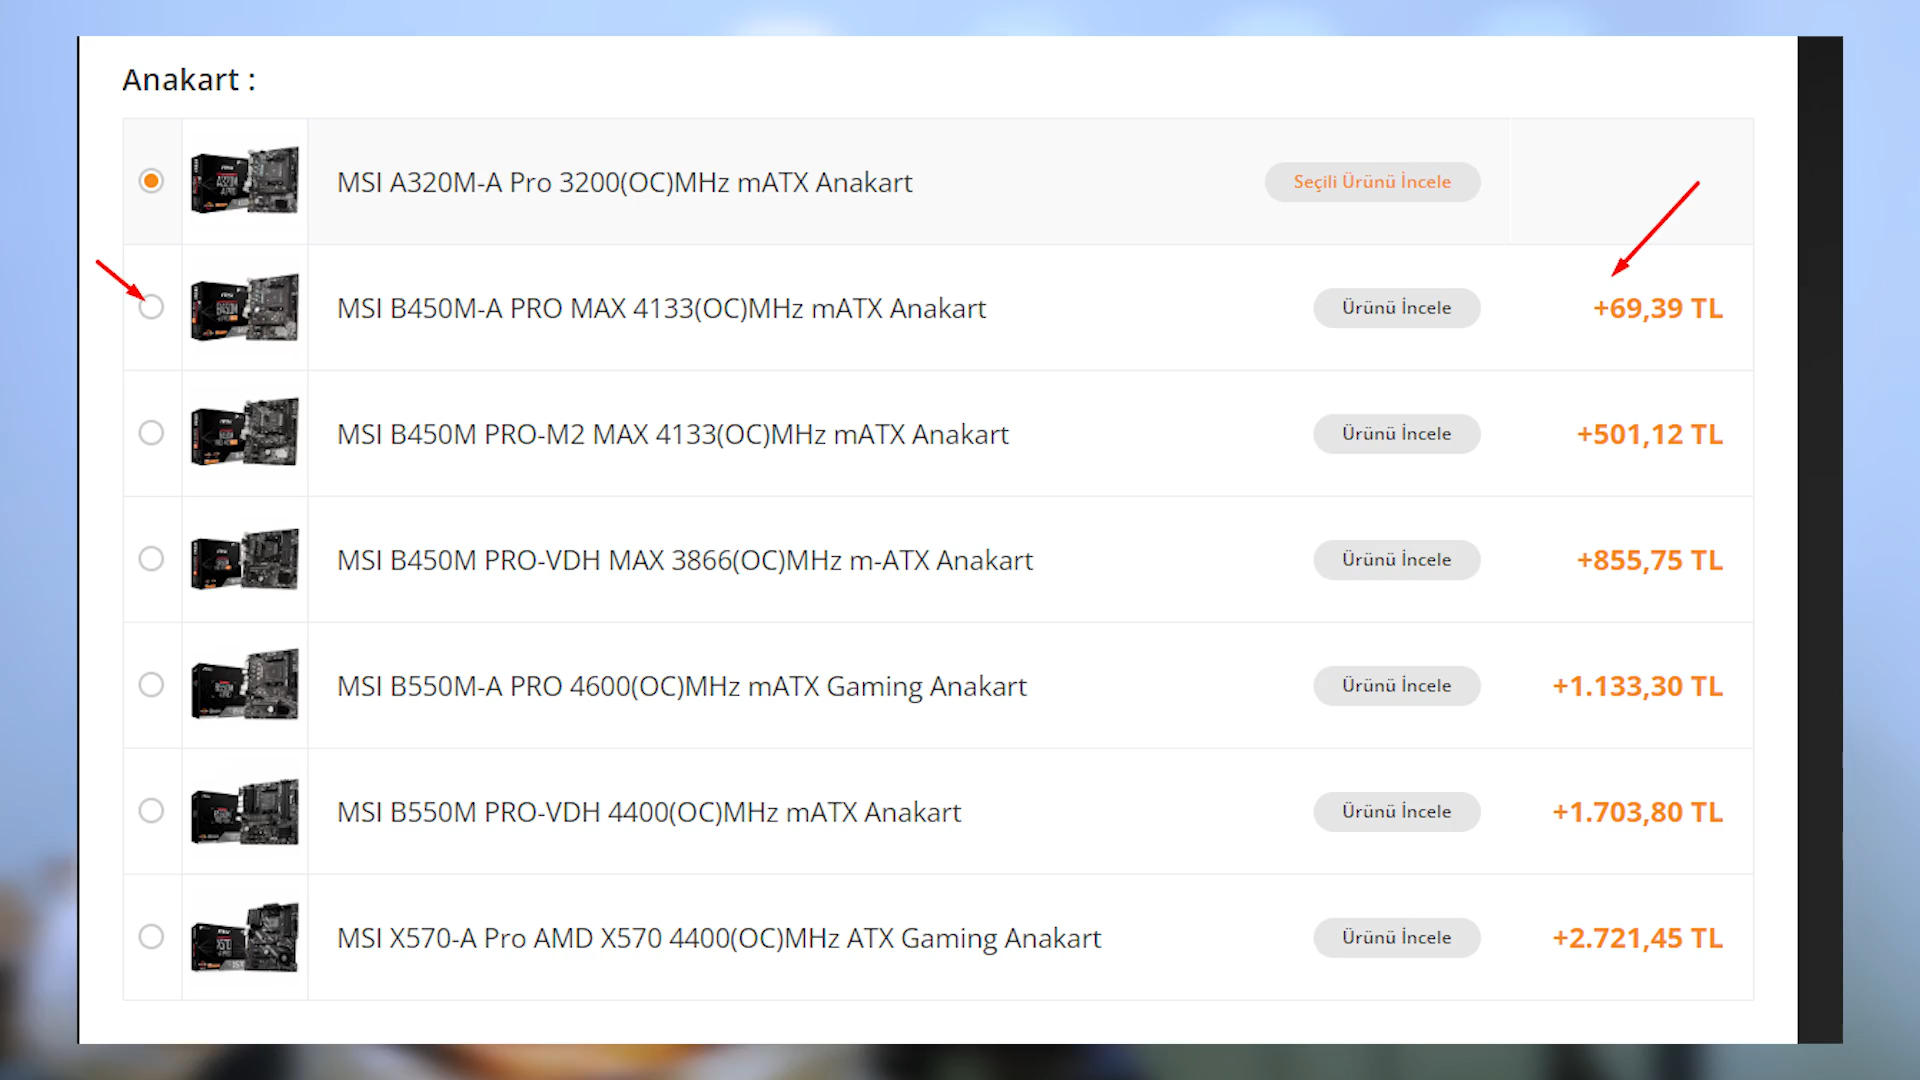 Anakart :
MSI A320M-A Pro 3200(OC)MHz mATX Anakart
Seçili Ürünü İncele
MSI B450M-A PRO MAX 4133(OC)MHz mATX Anakart
Ürünü İncele
+69,39 TL
MSI B450M PRO-M2 MAX 4133(OC)MHz mATX Anakart
Ürünü İncele
+501,12 TL
MSI B450M PRO-VDH MAX 3866(OC)MHz m-ATX Anakart
Ürünü İncele
+855,75 TL
MSI B550M-A PRO 4600(OC)MHz mATX Gaming Anakart
Ürünü İncele
+1.133,30 TL
MSI B550M PRO-VDH 4400(OC)MHz mATX Anakart
Ürünü İncele
+1.703,80 TL
MSI X570-A Pro AMD X570 4400(OC)MHz ATX Gaming Anakart
Ürünü İncele
+2.721,45 TL